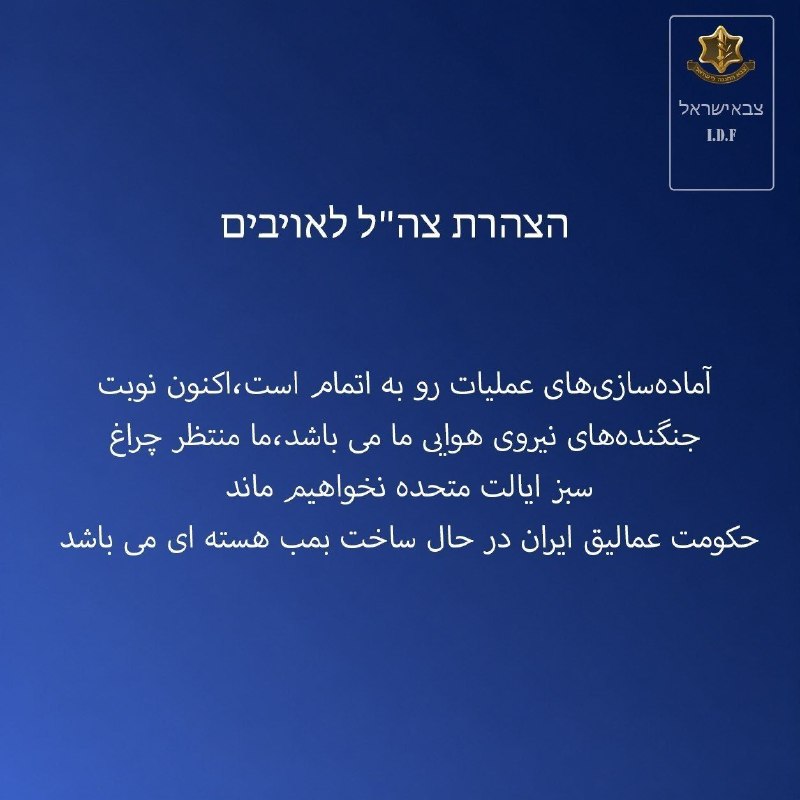 צבא ישראל
I.D.F
הצהרת צה"ל לאויבים
آماده‌سازی‌های عملیات رو به اتمام است،اکنون نوبت
جنگنده‌های نیروی هوایی ما می باشد،ما منتظر چراغ
سبز ایالت متحده نخواهیم ماند
حکومت عمالیق ایران در حال ساخت بمب هسته ای می باشد